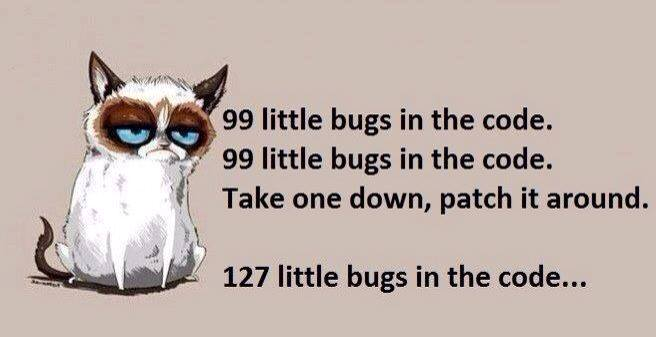 99 little bugs in the code.
99 little bugs in the code.
Take one down, patch it around.
127 little bugs in the code...